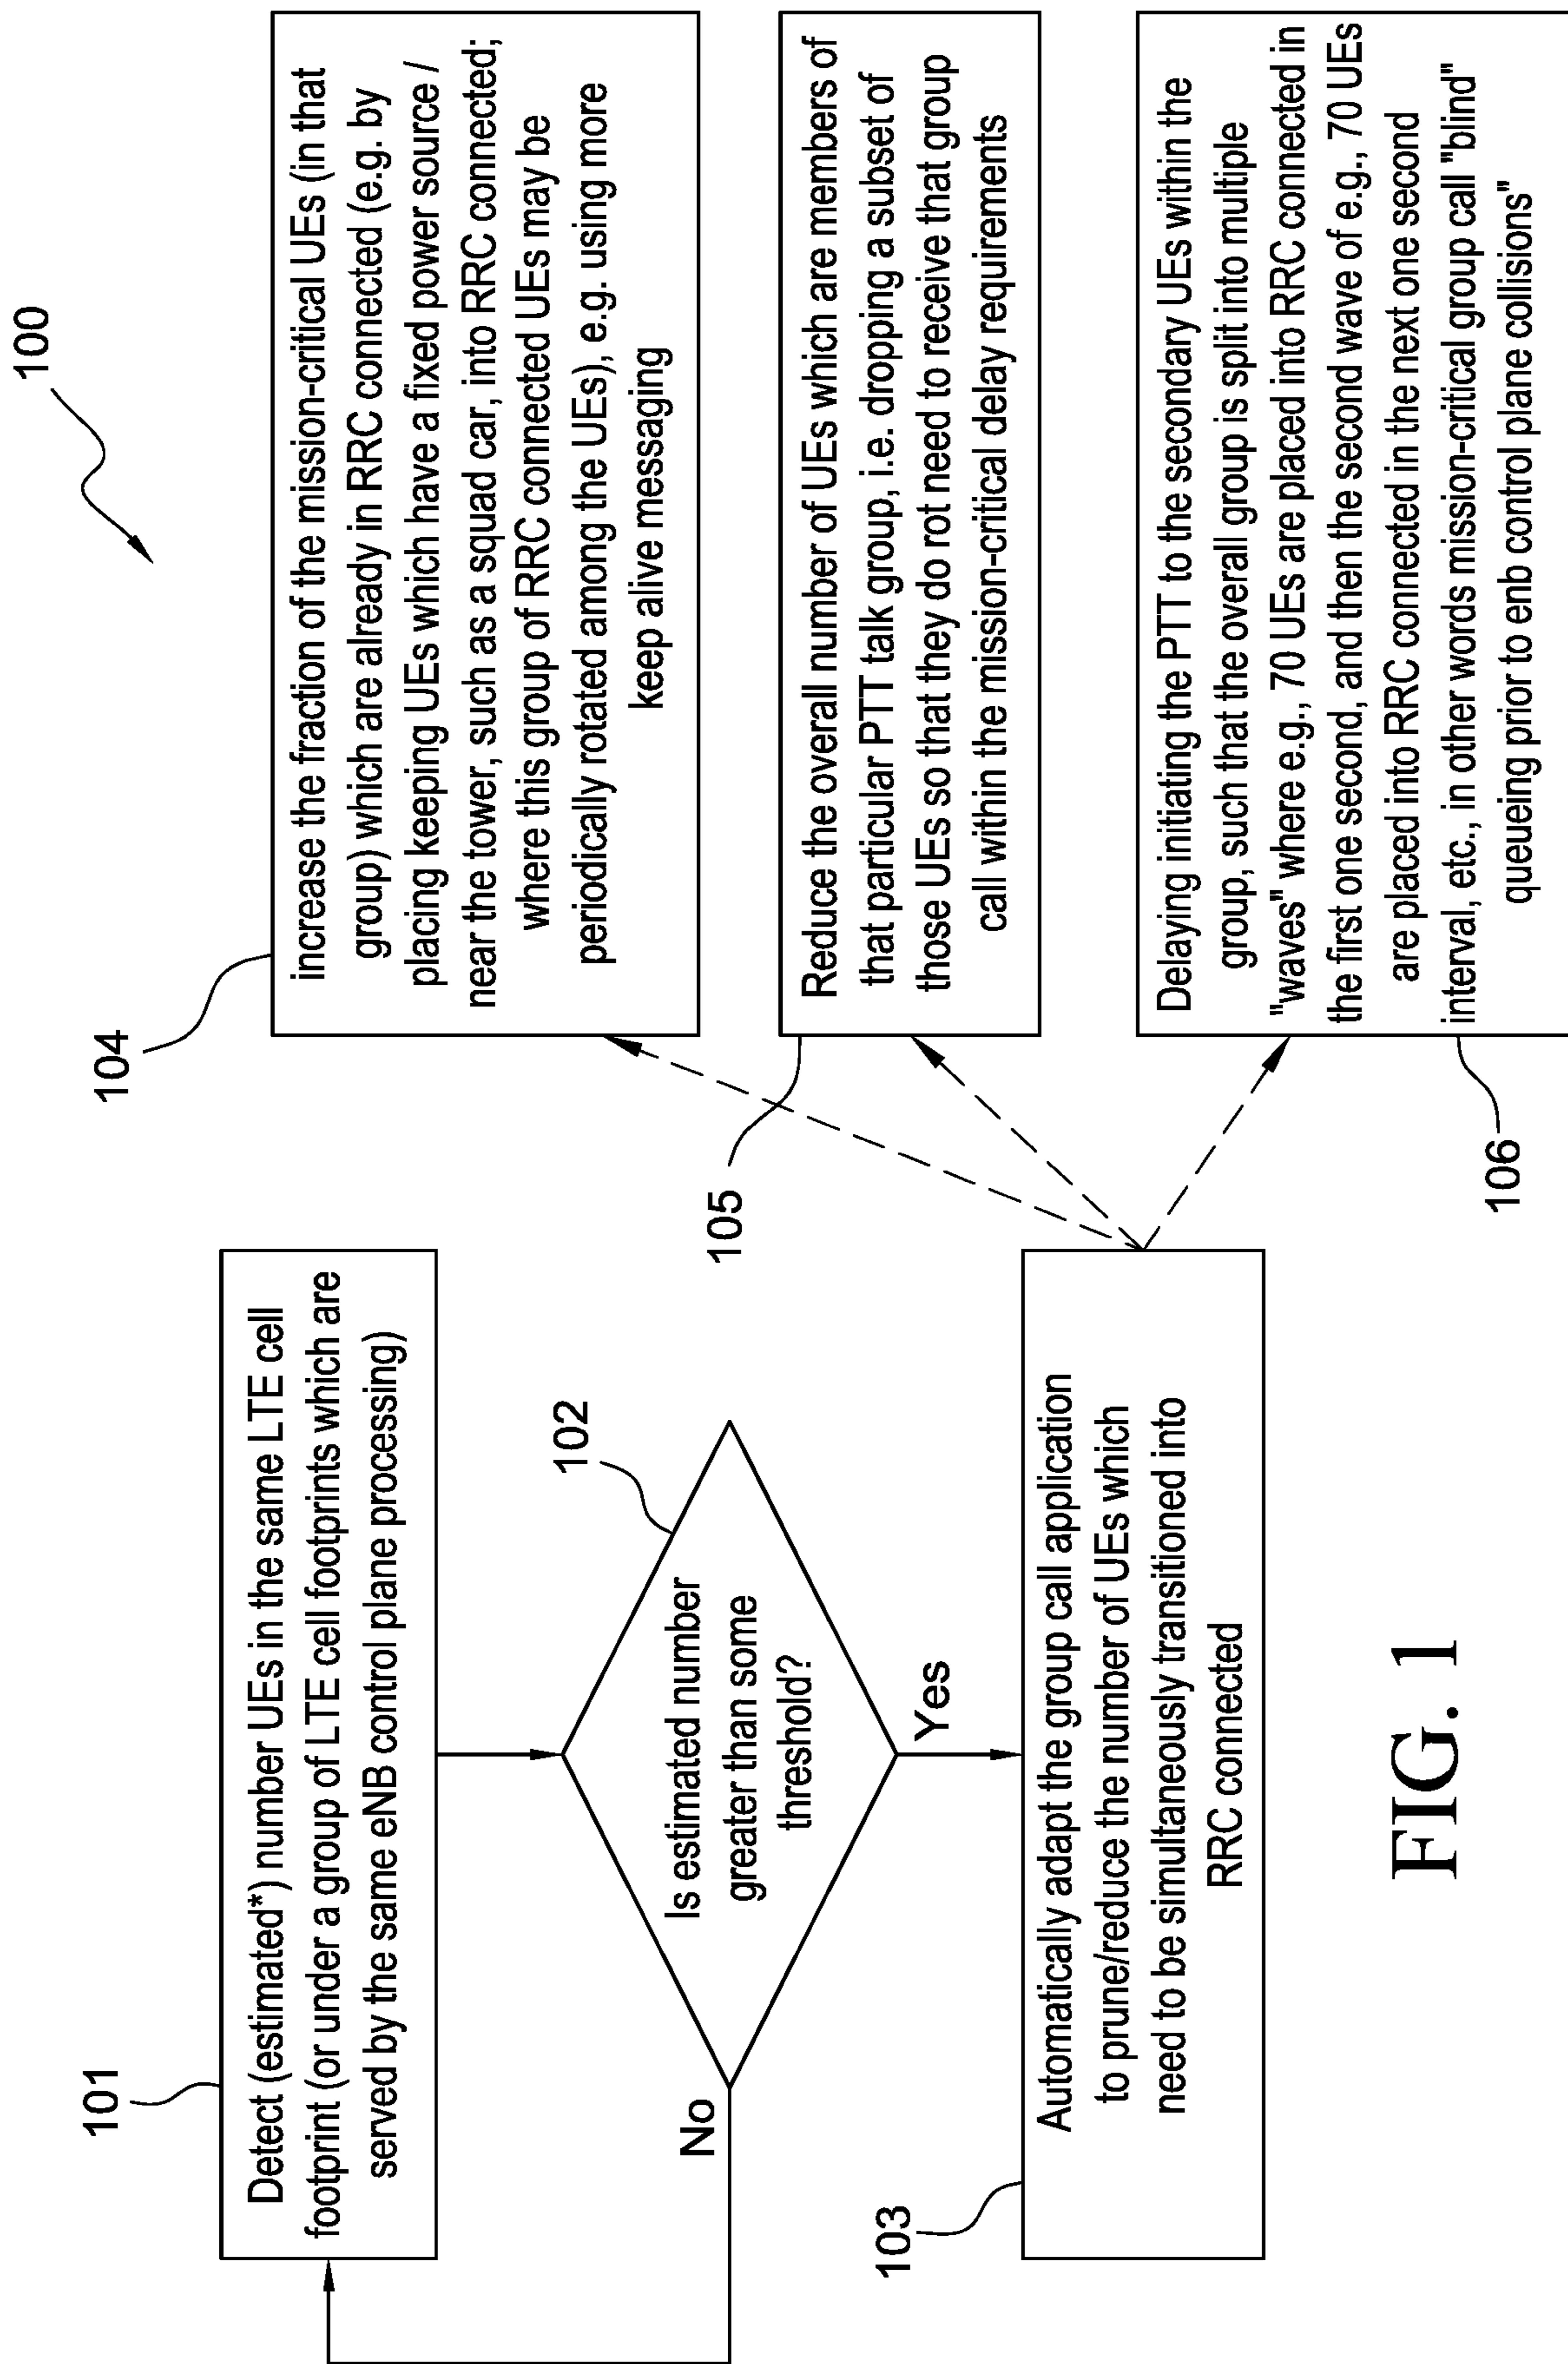 100
101
Detect (estimated*) number UEs in the same LTE cell
footprint (or under a group of LTE cell footprints which are
served by the same eNB control plane processing)
102
Is estimated number
greater than some
threshold?
No
Yes
103
Automatically adapt the group call application
to prune/reduce the number of UEs which
need to be simultaneously transitioned into
RRC connected
104
increase the fraction of the mission-critical UEs (in that
group) which are already in RRC connected (e.g. by
placing keeping UEs which have a fixed power source /
near the tower, such as a squad car, into RRC connected;
where this group of RRC connected UEs may be
periodically rotated among the UEs), e.g. using more
keep alive messaging
105
Reduce the overall number of UEs which are members of
that particular PTT talk group, i.e. dropping a subset of
those UEs so that they do rot need to receive that group
call within the mission-critical delay requirements
106
Delaying initiating the PTT to the secondary UEs within the
group, such that the overall group is split into multiple
"waves" where e.g., 70 UEs are placed into RRC connected in
the first one second, and then the second wave of e.g., 70 UEs
are placed into RRC connected in the next one second
interval, etc., in other words mission-critical group call "blind"
queueing prior to enb control plane collisions"
FIG. 1